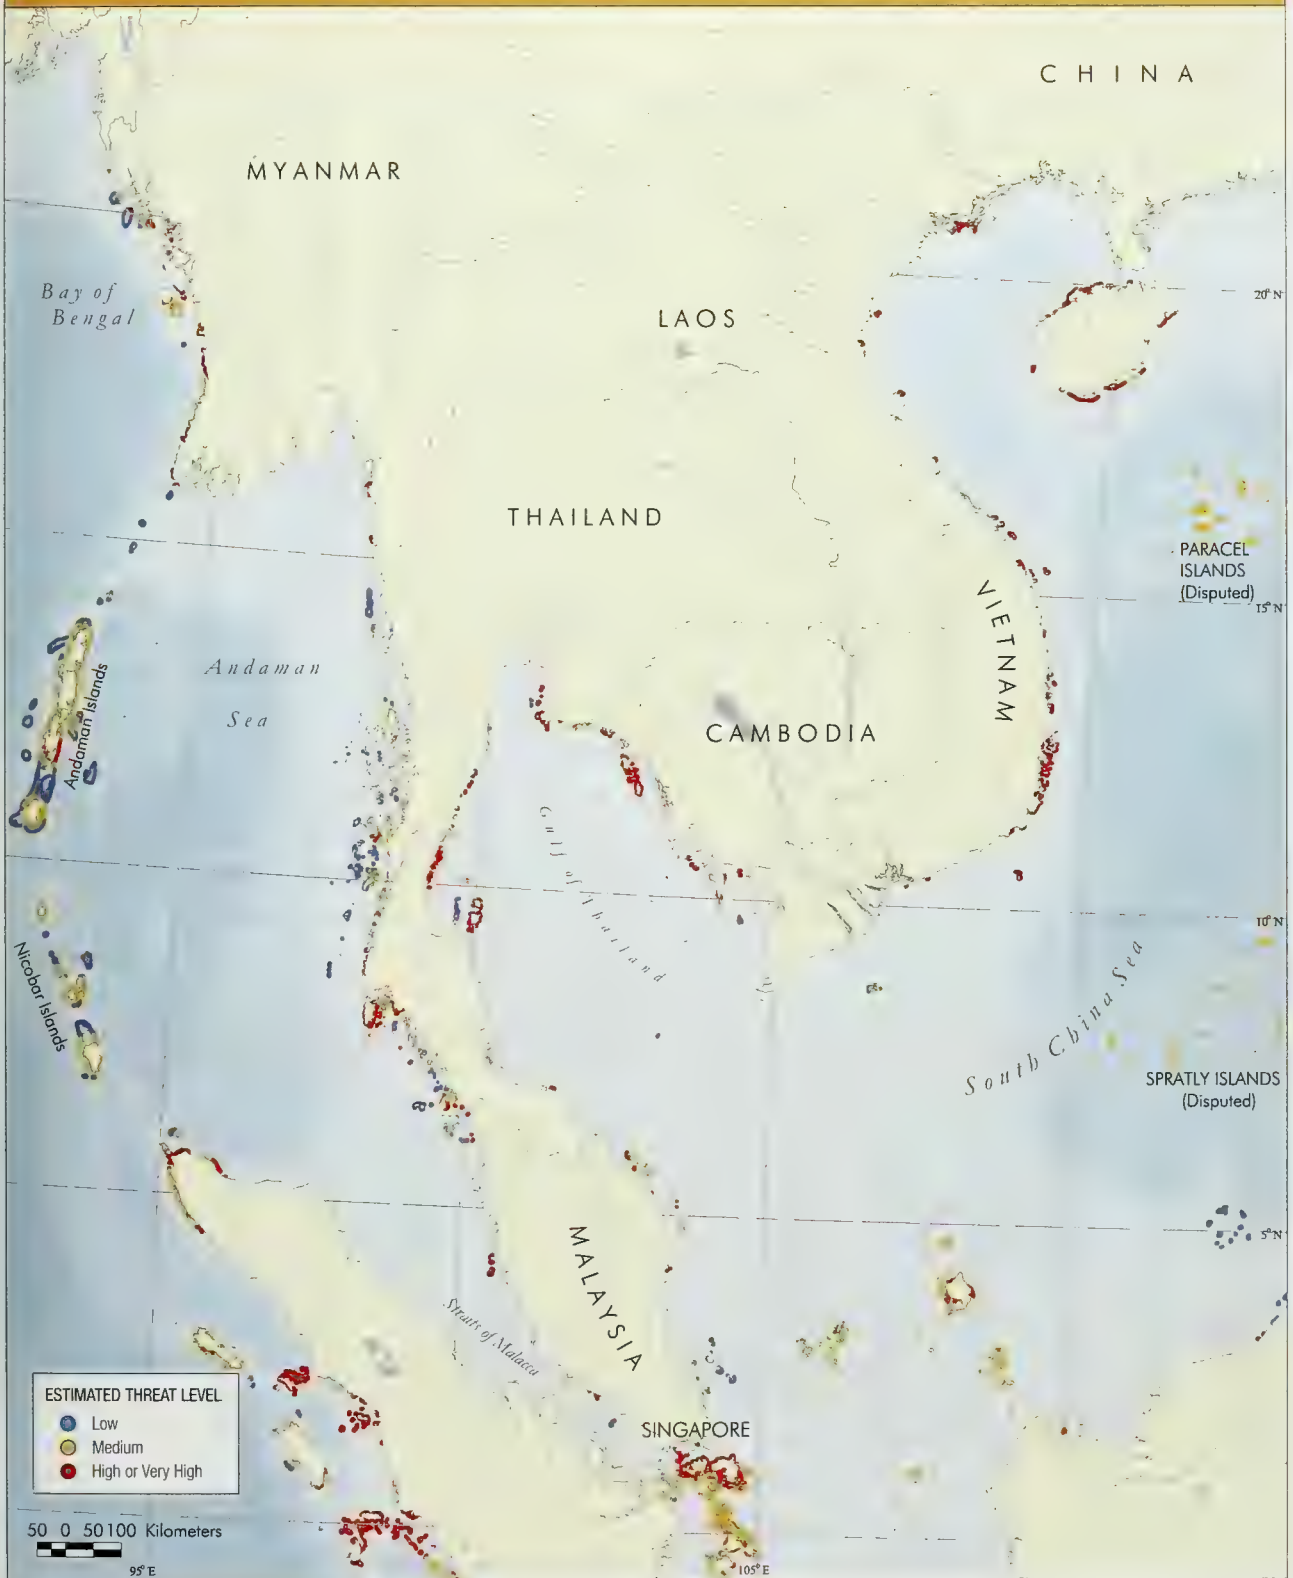 CHINA
MYANMAR
Bay of
Bengal
LAOS
20° N
THAILAND
PARACEL
ISLANDS
(Disputed)
15° N
VIETNAM
Andaman
Sea
Andaman Islands
CAMBODIA
Gulf of Thailand
10° N
Nicobar Islands
South China Sea
SPRATLY ISLANDS
(Disputed)
5° N
MALAYSIA
Straits of Malacca
ESTIMATED THREAT LEVEL
Low
Medium
High or Very High
SINGAPORE
50 0 50 100 Kilometers
95° E
105° E